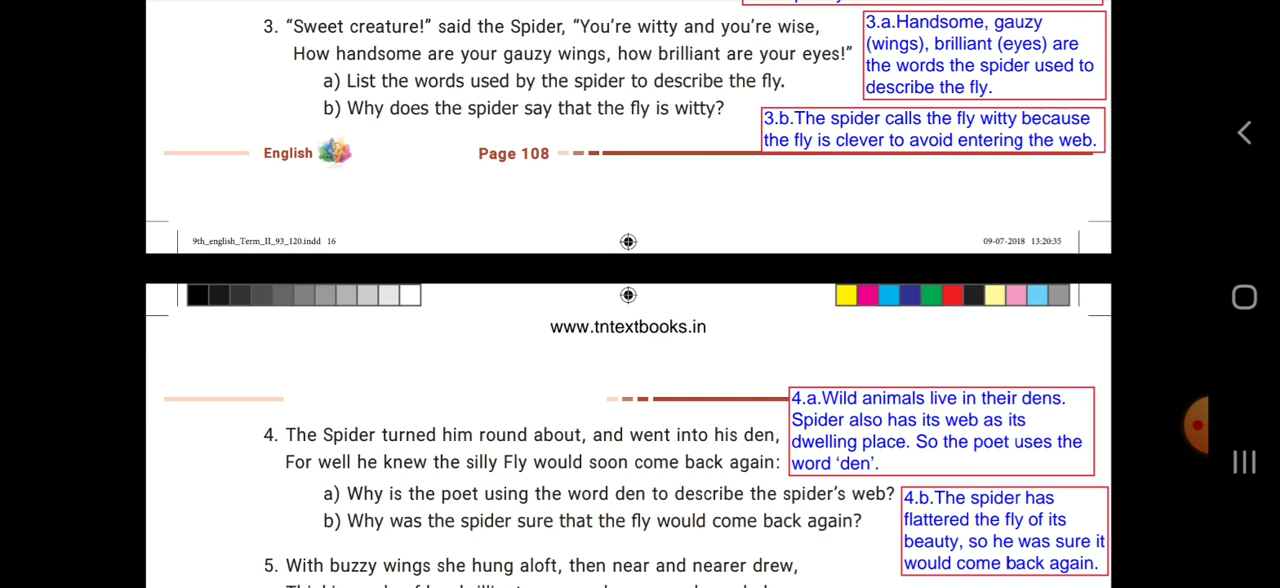 3. “Sweet creature!” said the Spider, “You’re witty and you’re wise,
How handsome are your gauzy wings, how brilliant are your eyes!”
a) List the words used by the spider to describe the fly.
b) Why does the spider say that the fly is witty?
3.a.Handsome, gauzy
(wings), brilliant (eyes) are
the words the spider used to
describe the fly.
3.b.The spider calls the fly witty because
the fly is clever to avoid entering the web.
English
Page 108
9th_english_Term_II_93_120.indd 16
09-07-2018 13:20:35
www.tntextbooks.in
4. The Spider turned him round about, and went into his den,
For well he knew the silly Fly would soon come back again:
a) Why is the poet using the word den to describe the spider’s web?
b) Why was the spider sure that the fly would come back again?
4.a.Wild animals live in their dens.
Spider also has its web as its
dwelling place. So the poet uses the
word ‘den’.
4.b.The spider has
flattered the fly of its
beauty, so he was sure it
would come back again.
5. With buzzy wings she hung aloft, then near and nearer drew,